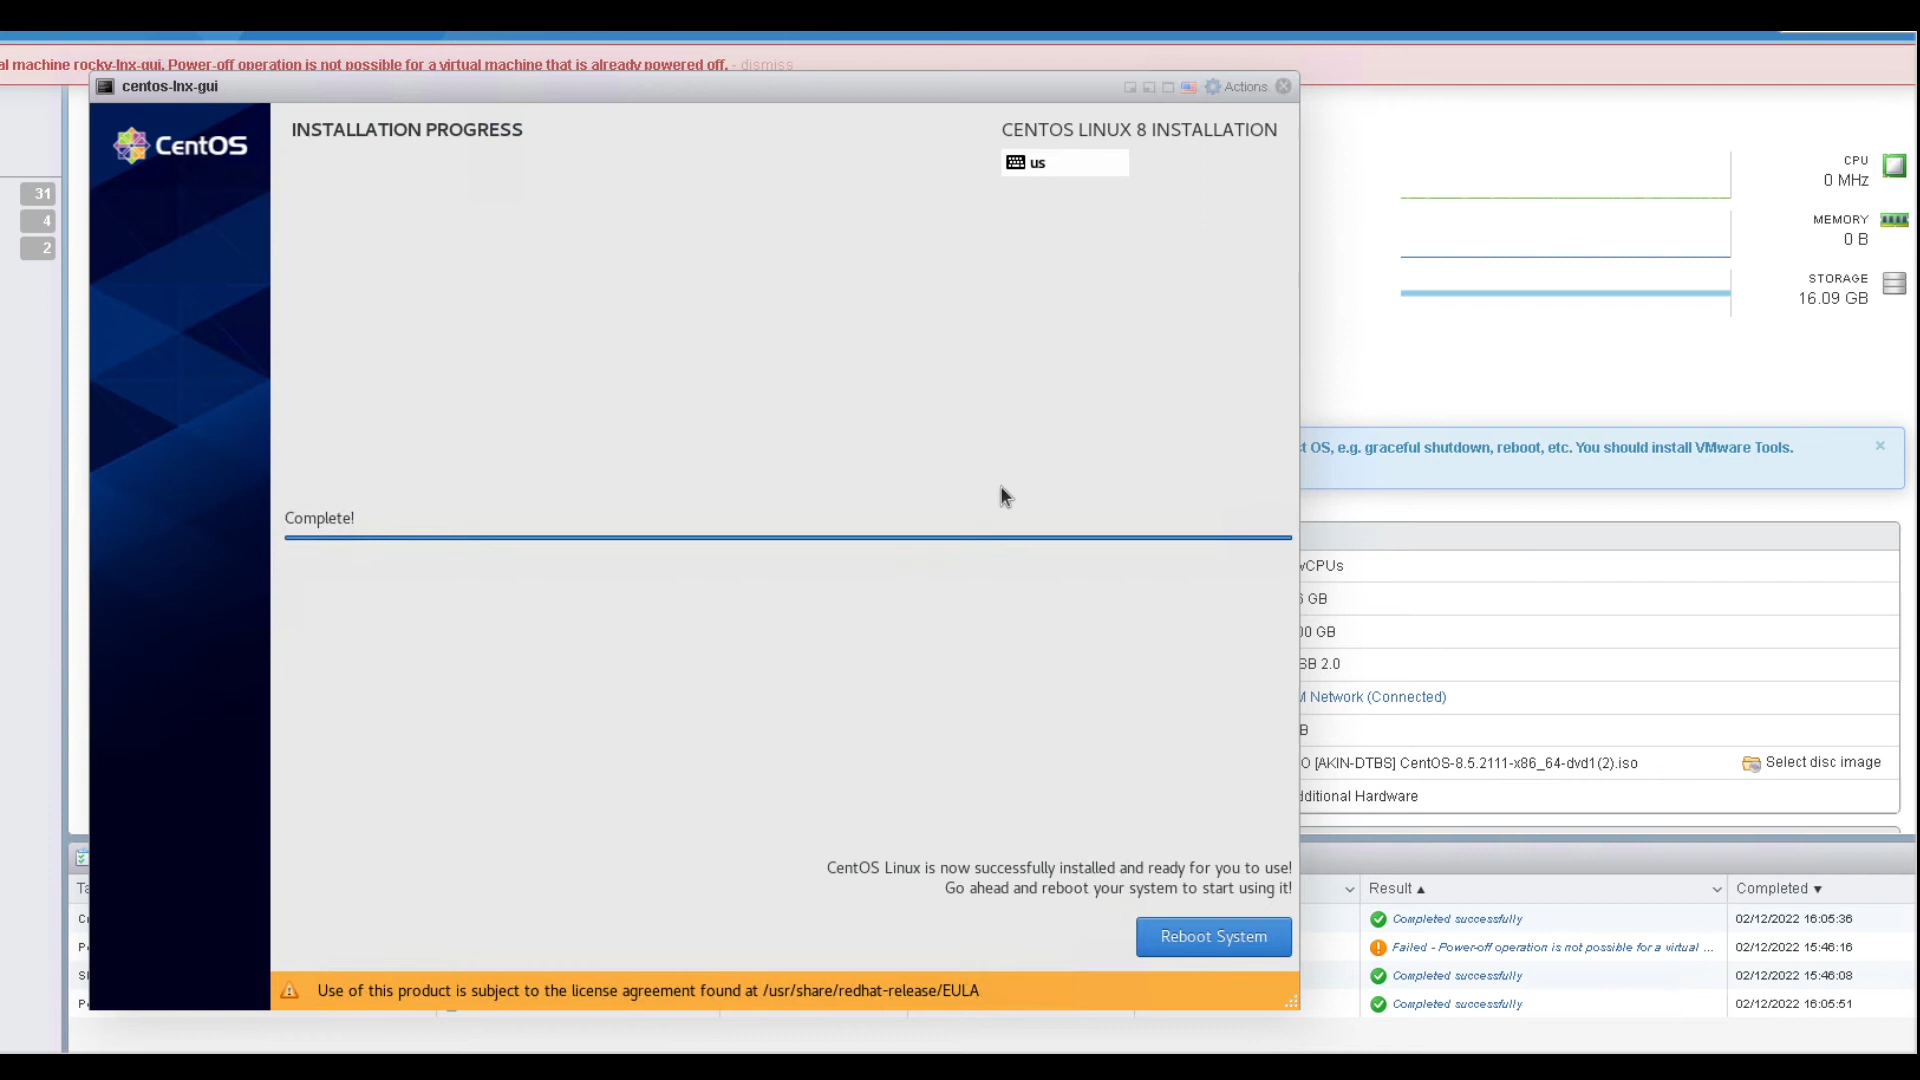 al machine rocky-lnx-gui. Power-off operation is not possible for a virtual machine that is already powered off. - dismiss
centos-lnx-gui
Actions
CentOS
INSTALLATION PROGRESS
CENTOS LINUX 8 INSTALLATION
us
31
4
2
CPU
0 MHz
MEMORY
0 B
STORAGE
16.09 GB
t OS, e.g. graceful shutdown, reboot, etc. You should install VMware Tools.
Complete!
vCPUs
GB
00 GB
SB 2.0
M Network (Connected)
B
O [AKIN-DTBS] CentOS-8.5.2111-x86_64-dvd1(2).iso
Select disc image
dditional Hardware
CentOS Linux is now successfully installed and ready for you to use!
Go ahead and reboot your system to start using it!
Reboot System
Use of this product is subject to the license agreement found at /usr/share/redhat-release/EULA
Result
Completed
Completed successfully
02/12/2022 16:05:36
Failed - Power-off operation is not possible for a virtual ...
02/12/2022 15:46:16
Completed successfully
02/12/2022 15:46:08
Completed successfully
02/12/2022 16:05:51